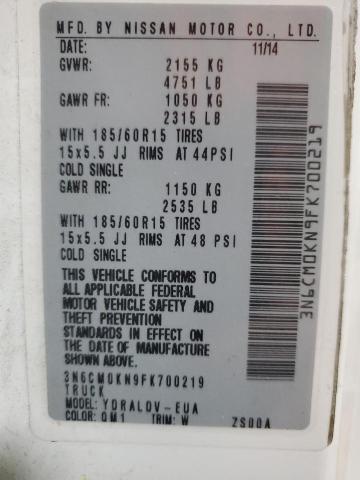 MFD. BY NISSAN MOTOR CO., LTD.
DATE: 11/14
GVWR: 2155 KG
4751 LB
GAWR FR: 1050 KG
2315 LB
WITH 185/60R15 TIRES
15x5.5 JJ RIMS AT 44PSI
COLD SINGLE
GAWR RR: 1150 KG
2535 LB
WITH 185/60R15 TIRES
15x5.5 JJ RIMS AT 48 PSI
COLD SINGLE
THIS VEHICLE CONFORMS TO
ALL APPLICABLE FEDERAL
MOTOR VEHICLE SAFETY AND
THEFT PREVENTION
STANDARDS IN EFFECT ON
THE DATE OF MANUFACTURE
SHOWN ABOVE.
3N6CM0KN9FK700219
TRUCK
MODEL: YDRALDV-EUA
COLOR: QM1 TRIM: W ZS00A
3N6CM0KN9FK700219